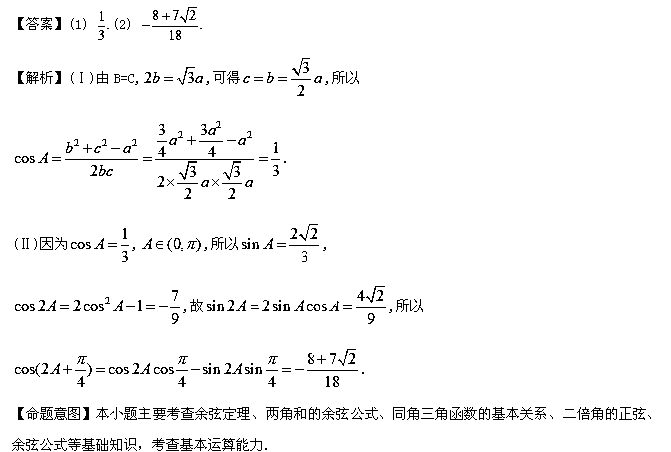 【答案】(1) \frac{1}{3}.(2) -\frac{8+7\sqrt{2}}{18}.
【解析】(Ⅰ)由 B=C, 2b=\sqrt{3}a,可得 c=b=\frac{\sqrt{3}}{2}a,所以
\cos A=\frac{b^2+c^2-a^2}{2bc}=\frac{\frac{3}{4}a^2+\frac{3a^2}{4}-a^2}{2\times\frac{\sqrt{3}}{2}a\times\frac{\sqrt{3}}{2}a}=\frac{1}{3}.
(Ⅱ)因为\cos A=\frac{1}{3}, A∈(0,π),所以\sin A=\frac{2\sqrt{2}}{3},
\cos 2A=2\cos^2 A-1=-\frac{7}{9},故\sin 2A=2\sin A\cos A=\frac{4\sqrt{2}}{9},所以
\cos(2A+\frac{π}{4})=\cos 2A\cos\frac{π}{4}-\sin 2A\sin\frac{π}{4}=-\frac{8+7\sqrt{2}}{18}.
【命题意图】本小题主要考查余弦定理、两角和的余弦公式、同角三角函数的基本关系、二倍角的正弦、
余弦公式等基础知识，考查基本运算能力.